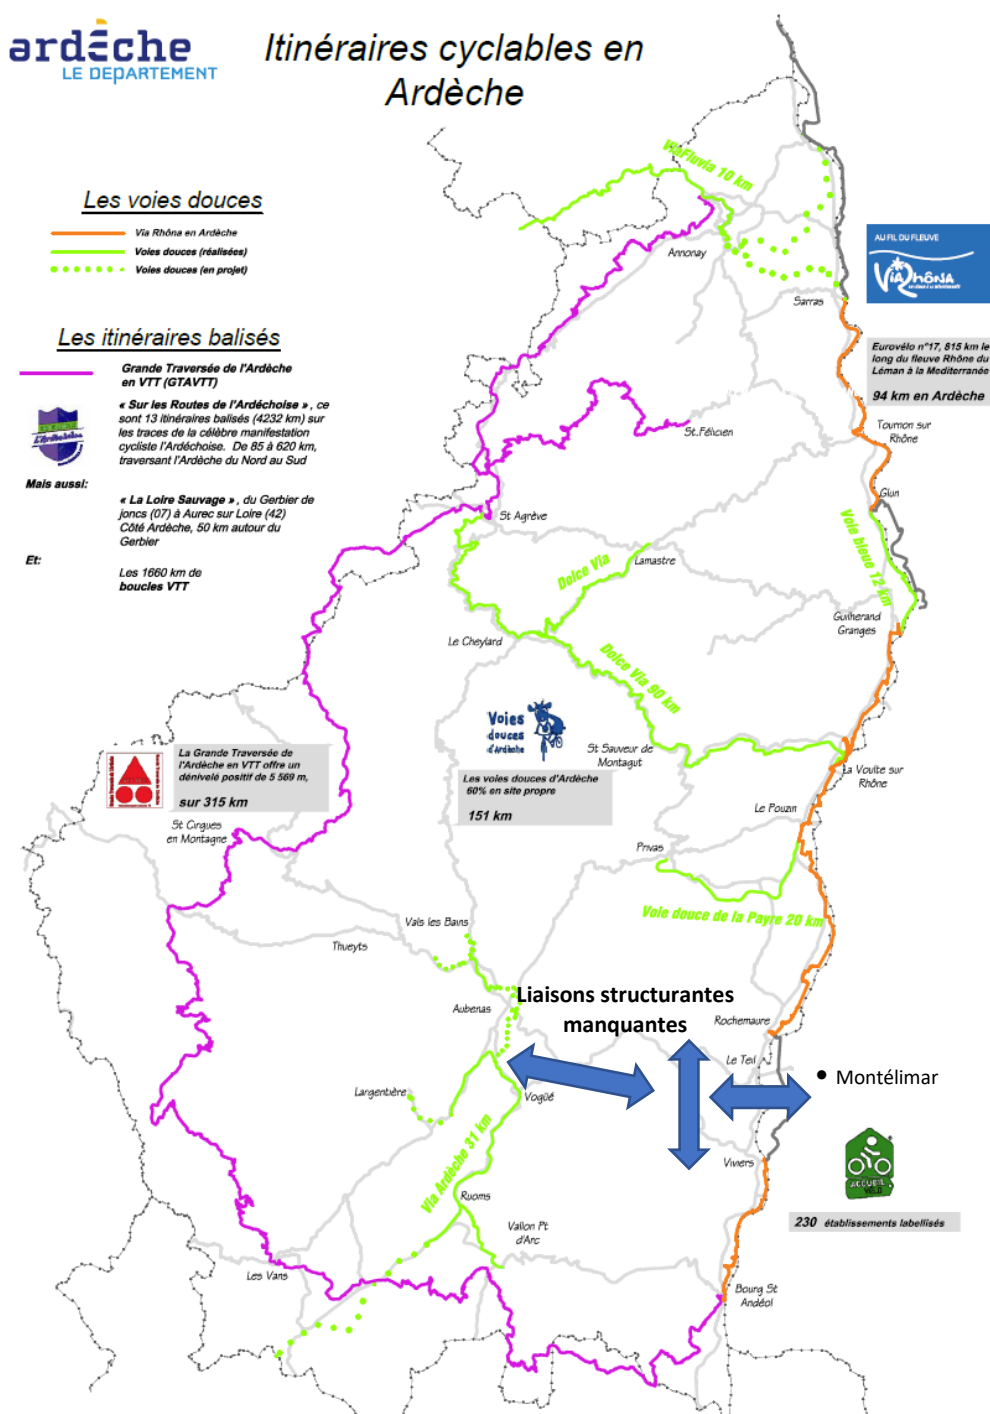 ardèche
LE DEPARTEMENT
Itinéraires cyclables en
Ardèche
Les voies douces
Via Rhôna en Ardèche
Voies douces (réalisées)
Voies douces (en projet)
Les itinéraires balisés
Grande Traversée de l'Ardèche
en VTT (GTAVTT)
« Sur les Routes de l'Ardéchoise » , ce
sont 13 itinéraires balisés (4232 km) sur
les traces de la célèbre manifestation
cycliste l'Ardéchoise. De 85 à 620 km,
traversant l'Ardèche du Nord au Sud
Mais aussi:
« La Loire Sauvage » , du Gerbier de
joncs (07) à Aurec sur Loire (42)
Côté Ardèche, 50 km autour du
Gerbier
Et:
Les 1660 km de
boucles VTT
ViaFluvia 10 km
Annonay
Sarras
AU FIL DU FLEUVE
ViaRhôna
Eurovélo n°17, 815 km le
long du fleuve Rhône du
Léman à la Mediterranée
94 km en Ardèche
St.Félicien
Tournon sur
Rhône
Glun
St Agrève
Voie bleue 12 km
Dolce Via
Lamastre
Guilherand
Granges
Le Cheylard
Dolce Via 90 km
Voies
douces
d'Ardèche
St Sauveur de
Montagut
La Voulte sur
Rhône
La Grande Traversée de
l'Ardèche en VTT offre un
dénivelé positif de 5 569 m,
sur 315 km
Les voies douces d'Ardèche
60% en site propre
151 km
Le Pouzin
St Cirgues
en Montagne
Privas
Voie douce de la Payre 20 km
Vals les Bains
Thueyts
Aubenas
Liaisons structurantes
manquantes
Rochemaure
Le Teil
Montélimar
Largentière
Vogüé
Via Ardèche 31 km
Viviers
ACCUEIL
VELO
Ruoms
230 établissements labellisés
Vallon Pt
d'Arc
Les Vans
Bourg St
Andéol